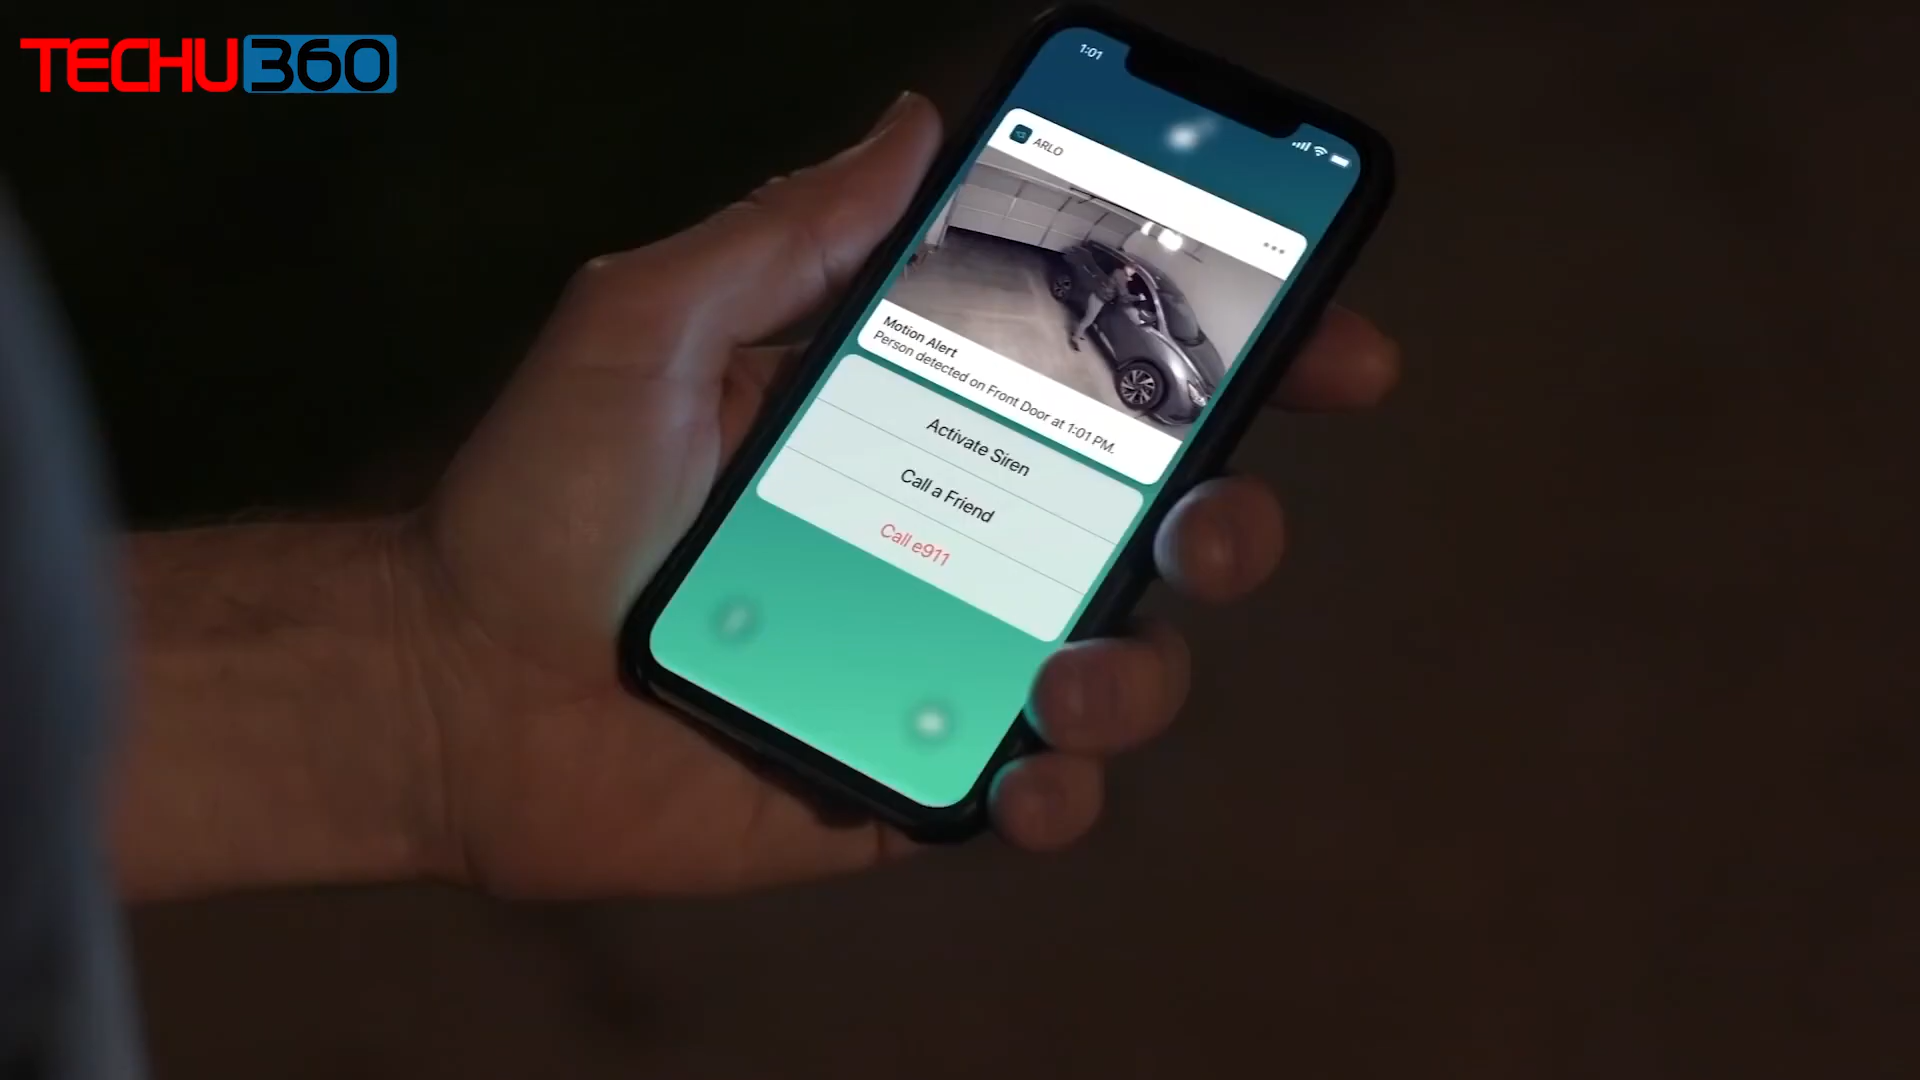 TECHU360
1:01
ARLO
Motion Alert
Person detected on Front Door at 1:01 PM.
Activate Siren
Call a Friend
Call e911